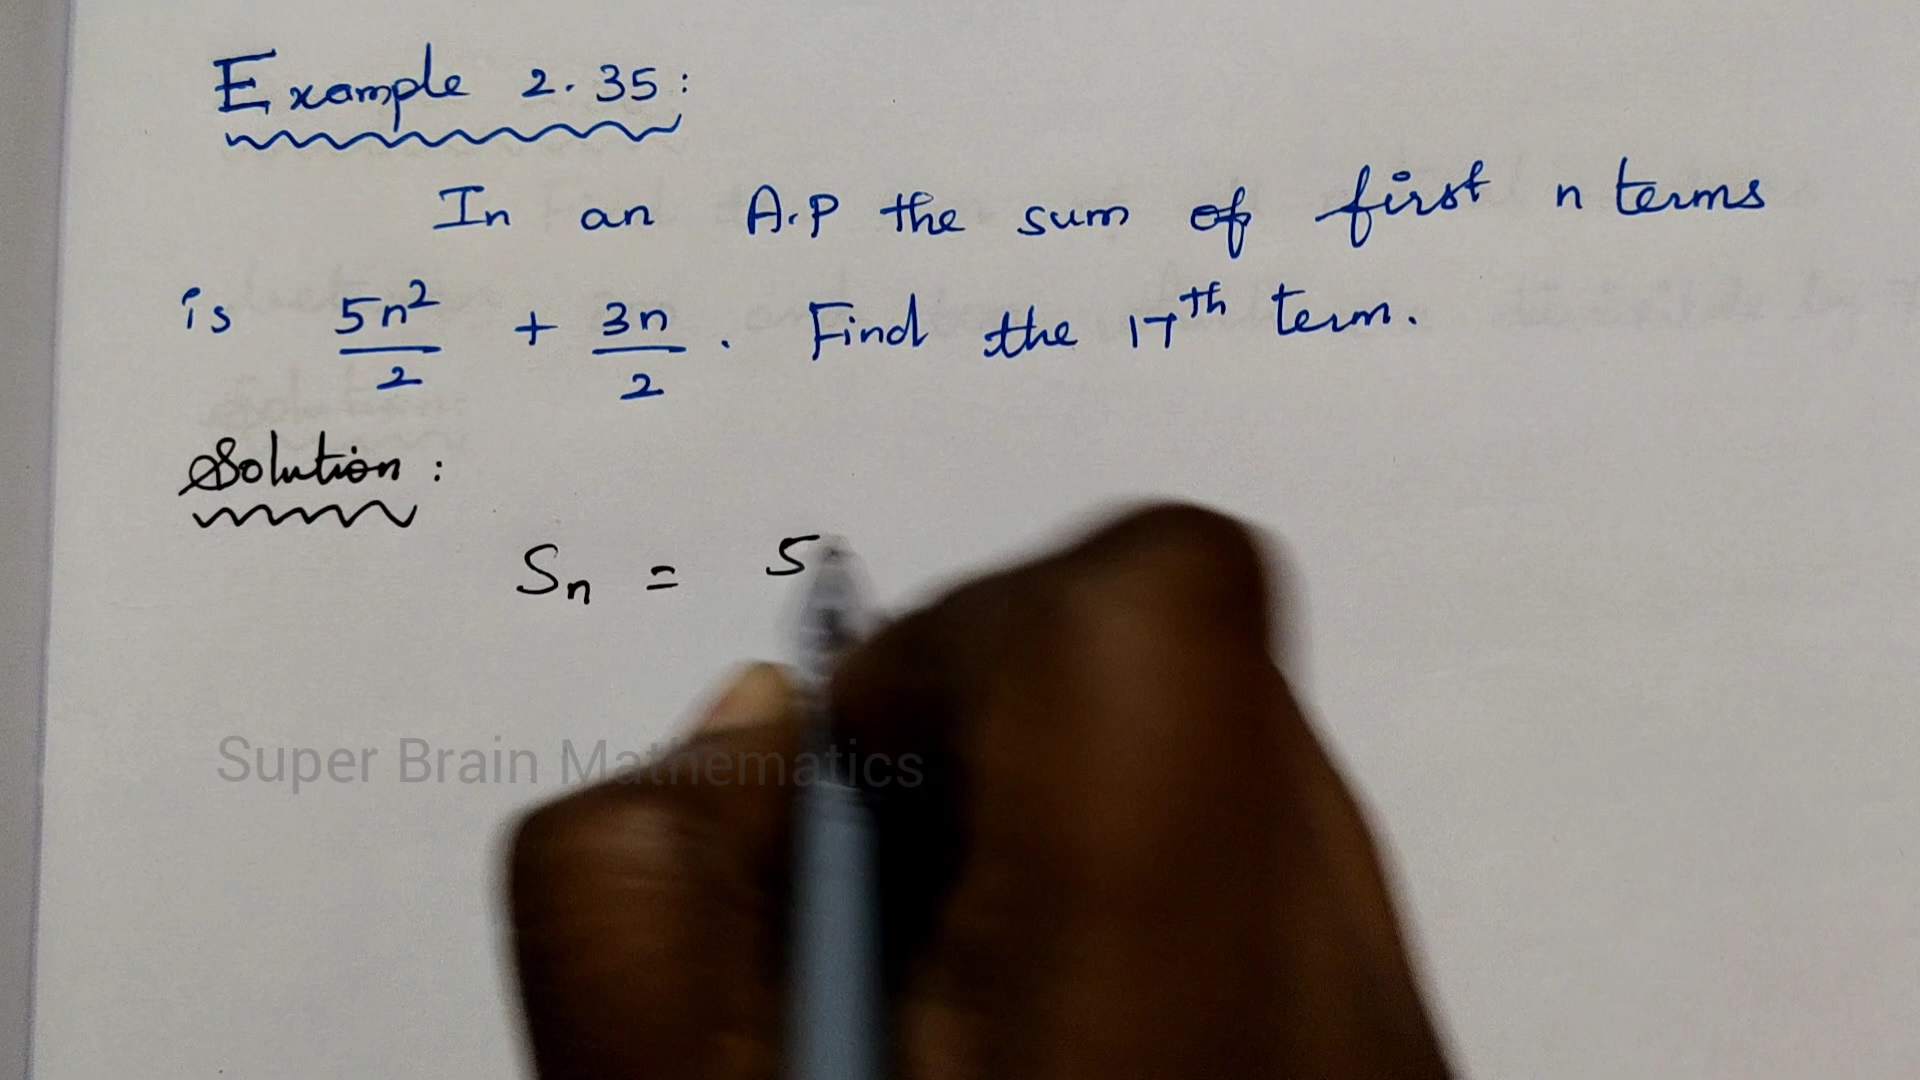 Example 2.35:
In an A.P the sum of first n terms
is 5n²/2 + 3n/2. Find the 17th term.
Solution:
Sn = 5
Super Brain Mathematics